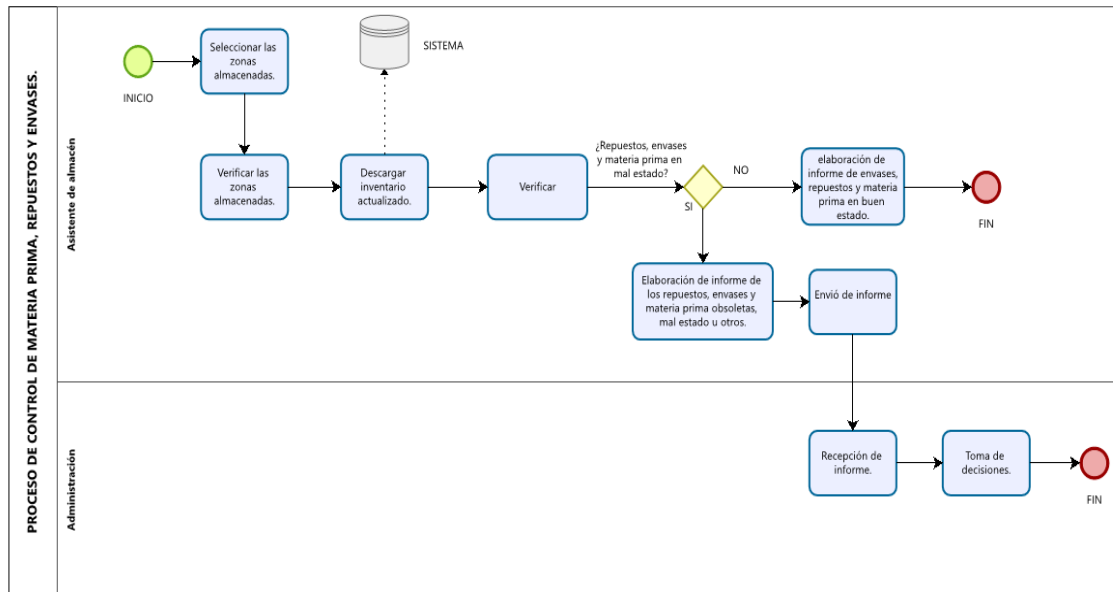 PROCESO DE CONTROL DE MATERIA PRIMA, REPUESTOS Y ENVASES.
Asistente de almacén
INICIO
Seleccionar las
zonas
almacenadas.
SISTEMA
Verificar las
zonas
almacenadas.
Descargar
inventario
actualizado.
Verificar
¿Repuestos, envases
y materia prima en
mal estado?
NO
SI
elaboración de
informe de envases,
repuestos y materia
prima en buen
estado.
FIN
Elaboración de informe de
los repuestos, envases y
materia prima obsoletas,
mal estado u otros.
Envió de informe
Administración
Recepción de
informe.
Toma de
decisiones.
FIN